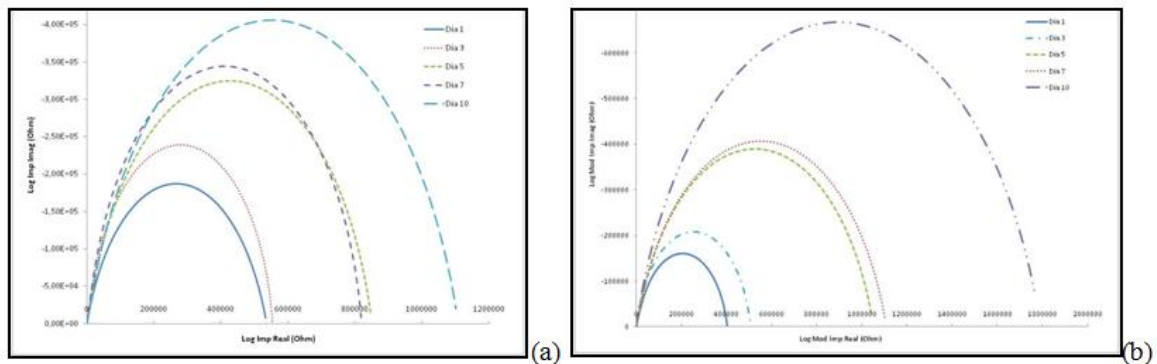 -4,00E+05
-3,50E+05
-3,00E+05
-2,50E+05
-2,00E+05
-1,50E+05
-1,00E+05
-5,00E+04
0,00E+00
0 200000 400000 600000 800000 1000000 1200000
Log Imp Imag (Ohm)
Log Imp Real (Ohm)
Dia 1
Dia 3
Dia 5
Dia 7
Dia 10
(a)
-600000
-500000
-400000
-300000
-200000
-100000
0
0 200000 400000 600000 800000 1000000 1200000 1400000 1600000 1800000 2000000
Log Mod Imp Imag (Ohm)
Log Mod Imp Real (Ohm)
Dia 1
Dia 3
Dia 5
Dia 7
Dia 10
(b)